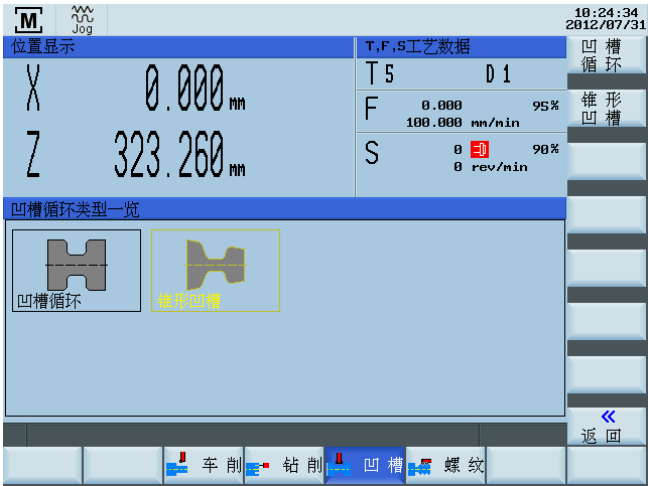 M
Jog
10:24:34
2012/07/31
位置显示
X 0.000 mm
Z 323.260 mm
T,F,S工艺数据
T 5 D 1
F 0.000 95%
100.000 mm/min
S 0 90%
0 rev/min
凹槽循环类型一览
凹槽循环
锥形凹槽
凹槽
循环
锥形
凹槽
«
返回
车削
钻削
凹槽
螺纹